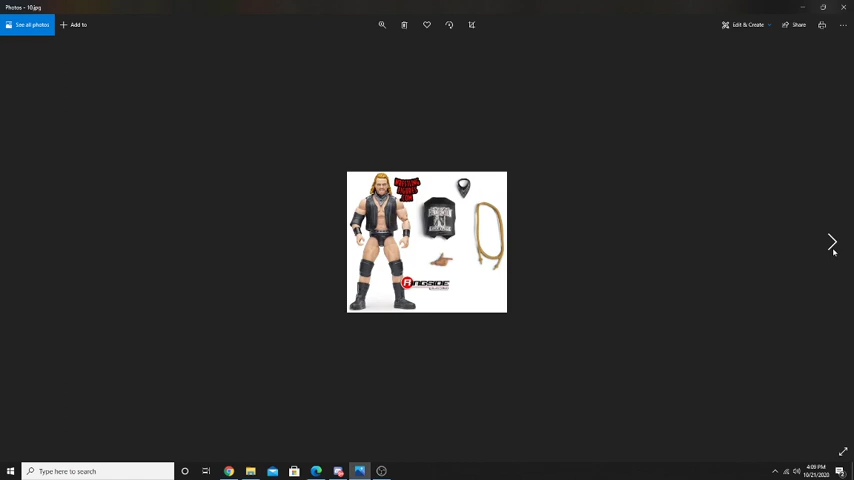 Photos - 10.jpg
See all photos
Add to
Edit & Create
Share
RINGSIDE
Type here to search
4:09 PM
10/21/2020